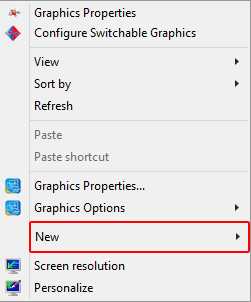 Graphics Properties
Configure Switchable Graphics
View
Sort by
Refresh
Paste
Paste shortcut
Graphics Properties...
Graphics Options
New
Screen resolution
Personalize